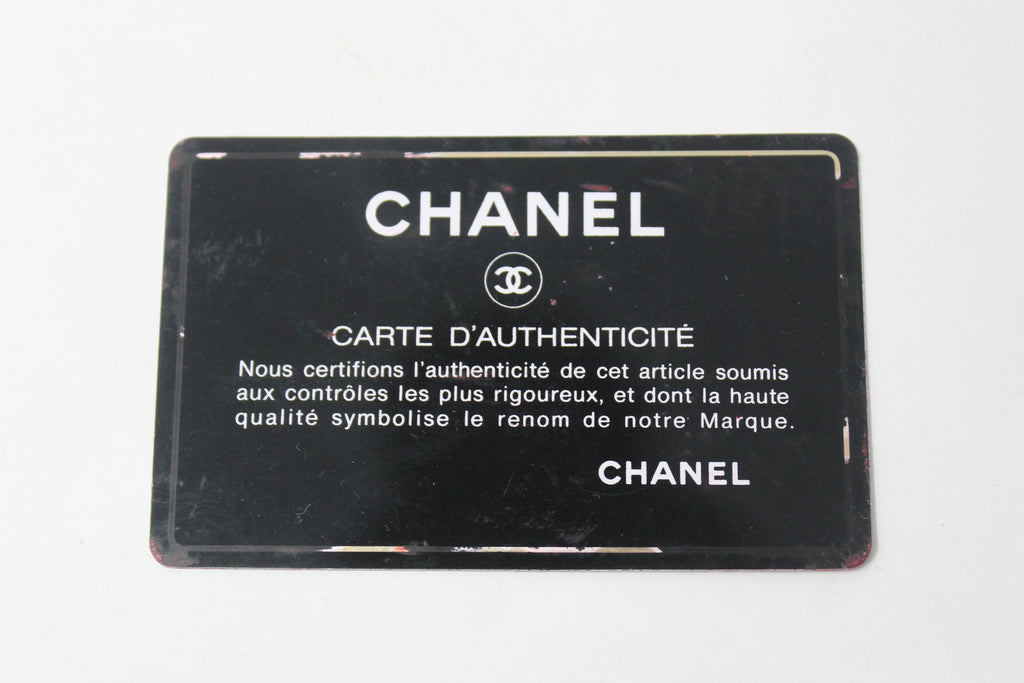 CHANEL
CARTE D'AUTHENTICITÉ
Nous certifions l'authenticité de cet article soumis
aux contrôles les plus rigoureux, et dont la haute
qualité symbolise le renom de notre Marque.
CHANEL